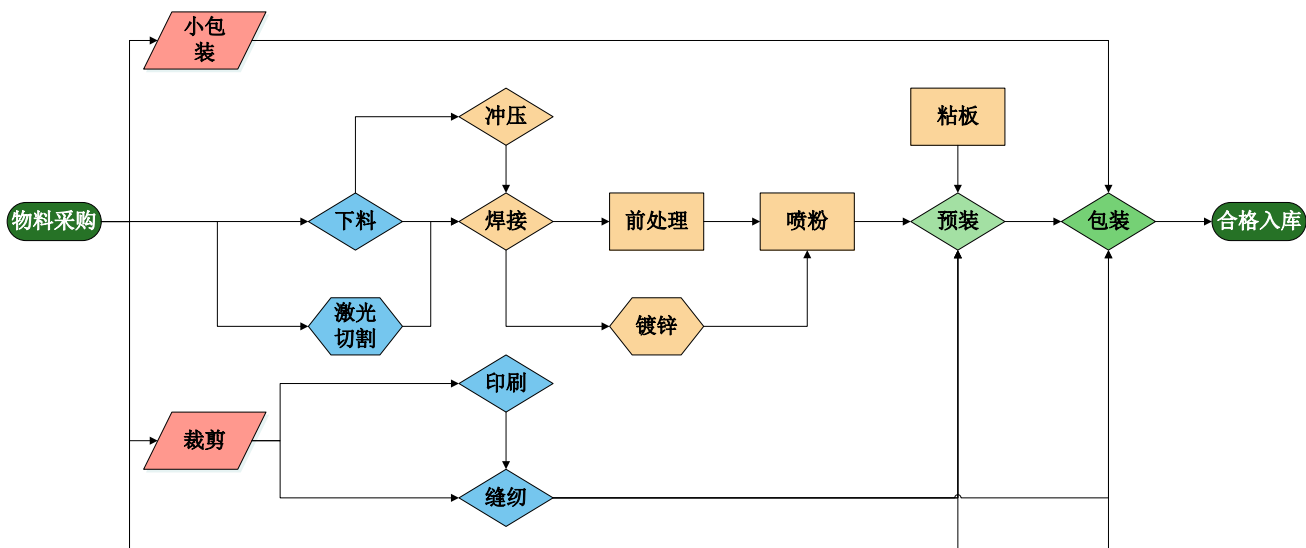 小包
装
冲压
粘板
物料采购
下料
焊接
前处理
喷粉
预装
包装
合格入库
激光
切割
镀锌
印刷
裁剪
缝纫